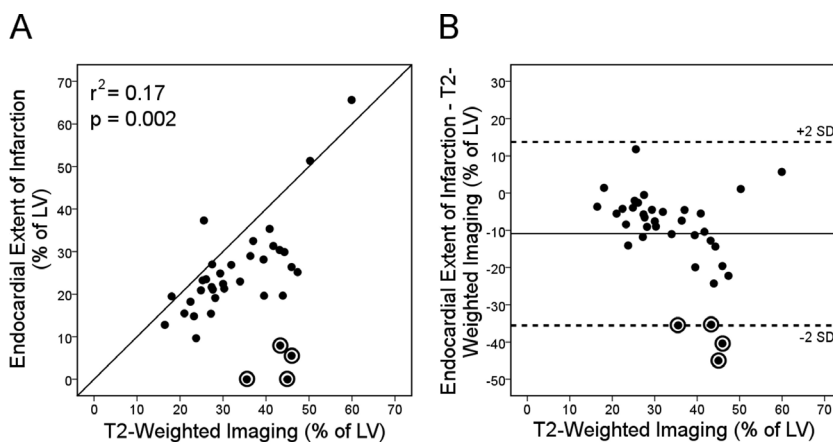 A
Endocardial Extent of Infarction
(% of LV)
r² = 0.17
p = 0.002
70
60
50
40
30
20
10
0
0 10 20 30 40 50 60 70
T2-Weighted Imaging (% of LV)
B
Endocardial Extent of Infarction - T2-
Weighted Imaging (% of LV)
30
20
10
0
-10
-20
-30
-40
-50
+2 SD
-2 SD
0 10 20 30 40 50 60 70
T2-Weighted Imaging (% of LV)